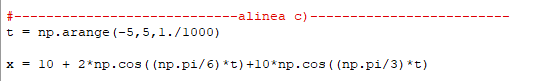 #----------------------------alinea c)-------------------------
t = np.arange(-5,5,1./1000)
x = 10 + 2*np.cos((np.pi/6)*t)+10*np.cos((np.pi/3)*t)